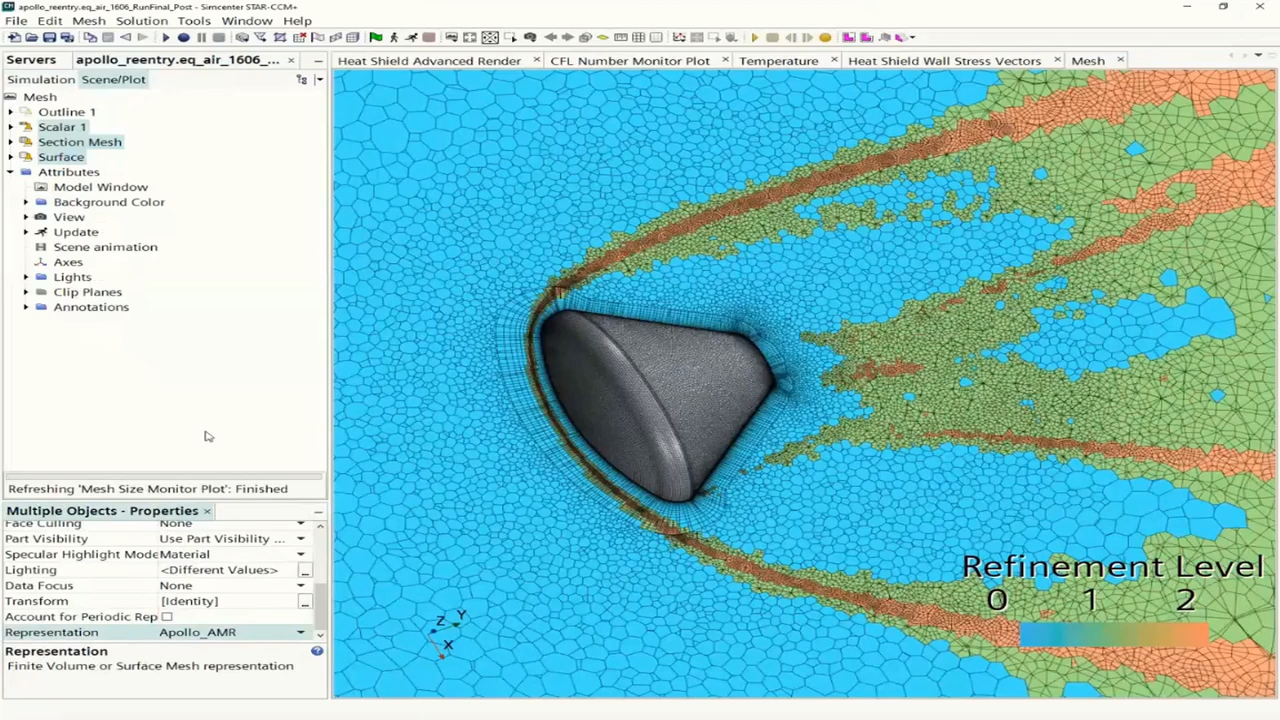 apollo_reentry.eq_air_1606_RunFinal_Post - Simcenter STAR-CCM+
File Edit Mesh Solution Tools Window Help
Servers apollo_reentry.eq_air_1606_... ×
Heat Shield Advanced Render × CFL Number Monitor Plot × Temperature × Heat Shield Wall Stress Vectors × Mesh ×
Simulation Scene/Plot
Mesh
Outline 1
Scalar 1
Section Mesh
Surface
Attributes
Model Window
Background Color
View
Update
Scene animation
Axes
Lights
Clip Planes
Annotations
Refreshing 'Mesh Size Monitor Plot': Finished
Multiple Objects - Properties ×
Face Culling None
Part Visibility Use Part Visibility ...
Specular Highlight Mode Material
Lighting <Different Values> ...
Data Focus None
Transform [Identity] ...
Account for Periodic Rep
Representation Apollo_AMR
Representation
Finite Volume or Surface Mesh representation
Z Y
X
Refinement Level
0 1 2